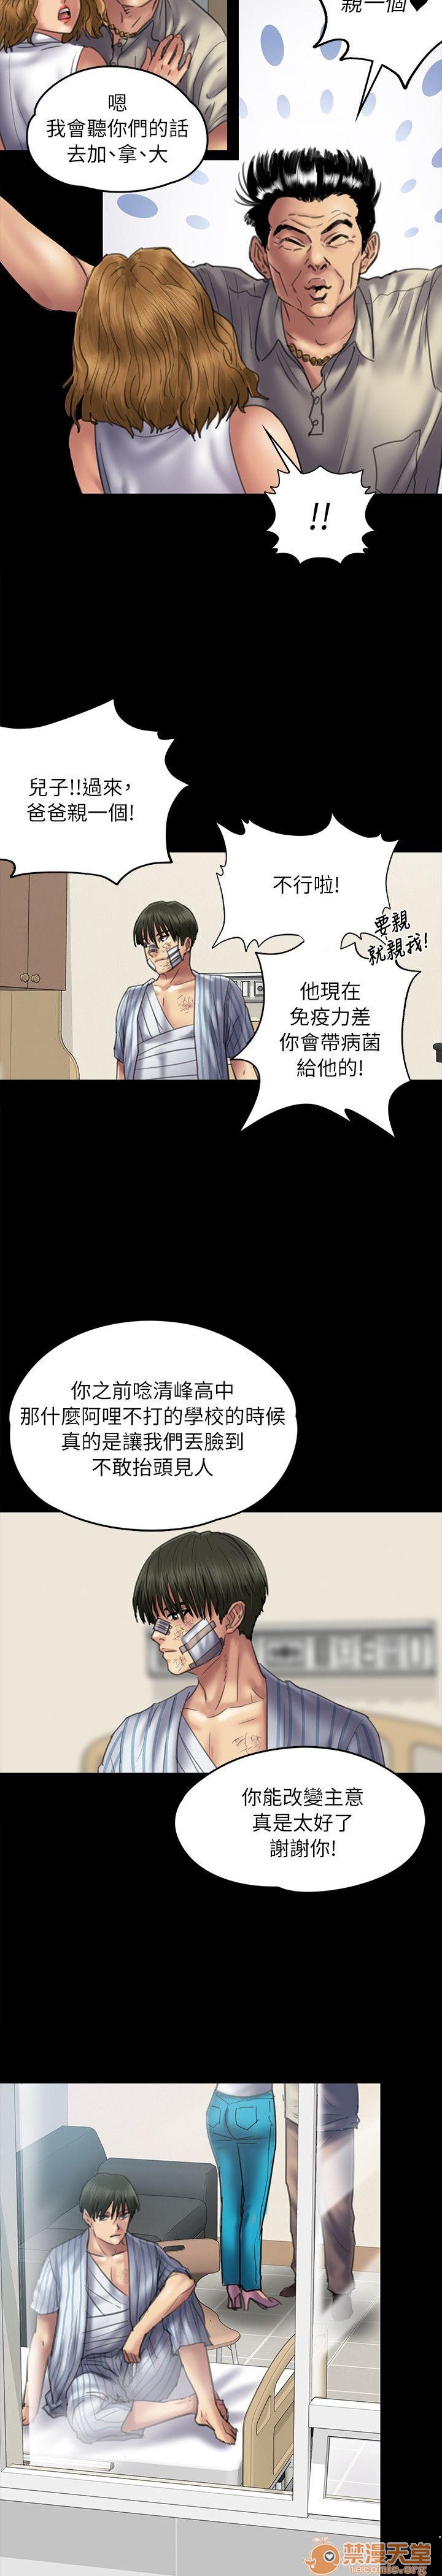 親一個♥
嗯
我會聽你們的話
去加、拿、大
!!
兒子!!過來，
爸爸親一個!
不行啦!
要親
就親我!
他現在
免疫力差
你會帶病菌
給他的!
你之前唸清峰高中
那什麼阿哩不打的學校的時候
真的是讓我們丟臉到
不敢抬頭見人
你能改變主意
真是太好了
謝謝你!
禁漫天堂
18comic.org